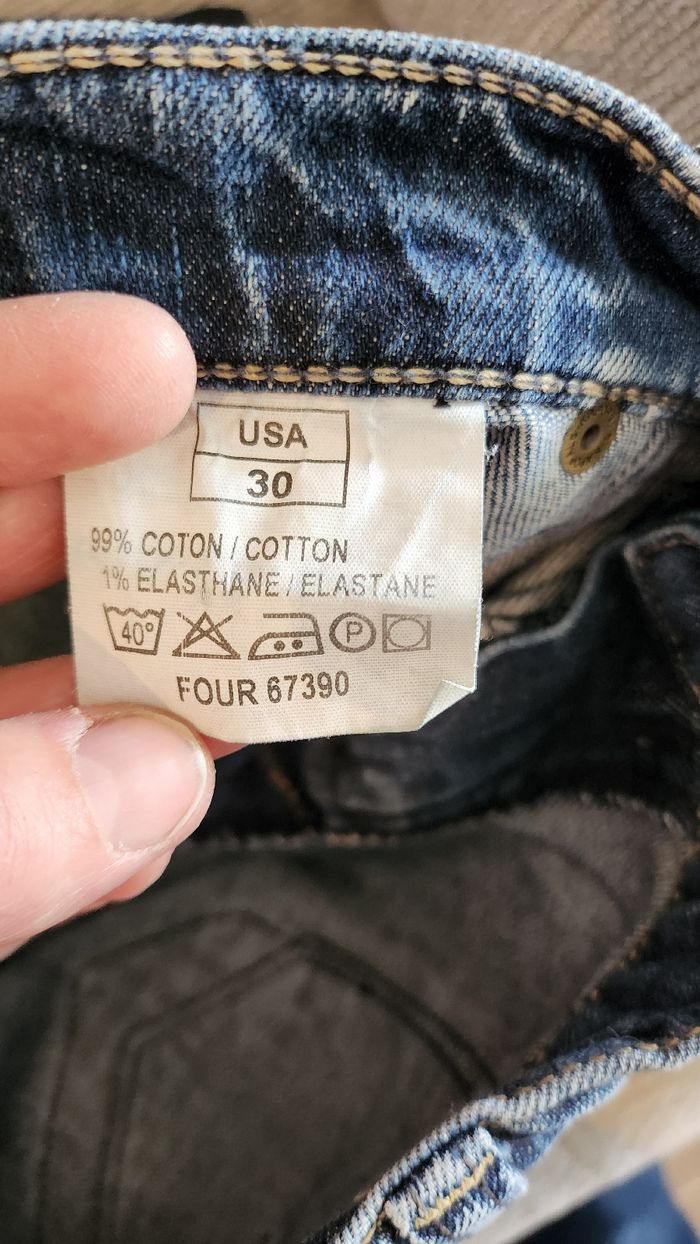 USA
30
99% COTON / COTTON
1% ELASTHANE / ELASTANE
40° P
FOUR 67390